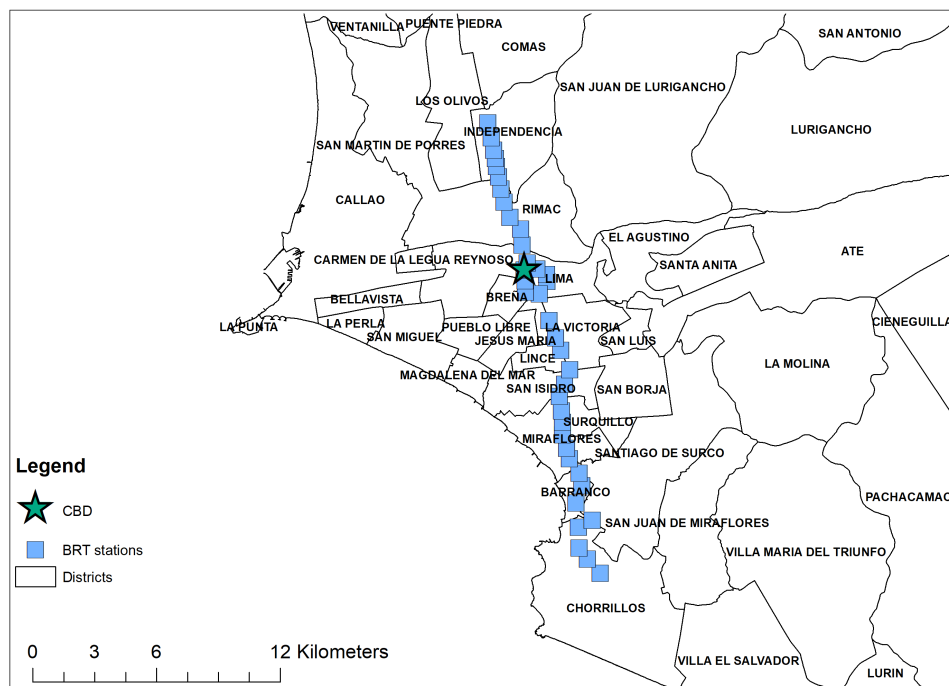 VENTANILLA
PUENTE PIEDRA
COMAS
SAN ANTONIO
SAN JUAN DE LURIGANCHO
LOS OLIVOS
INDEPENDENCIA
LURIGANCHO
SAN MARTIN DE PORRES
CALLAO
RIMAC
EL AGUSTINO
ATE
CARMEN DE LA LEGUA REYNOSO
SANTA ANITA
LIMA
BELLAVISTA
BREÑA
LA PUNTA
LA PERLA
PUEBLO LIBRE
LA VICTORIA
CIENEGUILLA
SAN MIGUEL
JESUS MARIA
SAN LUIS
LINCE
LA MOLINA
MAGDALENA DEL MAR
SAN ISIDRO
SAN BORJA
SURQUILLO
MIRAFLORES
SANTIAGO DE SURCO
BARRANCO
PACHACAMAC
SAN JUAN DE MIRAFLORES
VILLA MARIA DEL TRIUNFO
CHORRILLOS
VILLA EL SALVADOR
LURIN
Legend
CBD
BRT stations
Districts
0 3 6 12 Kilometers